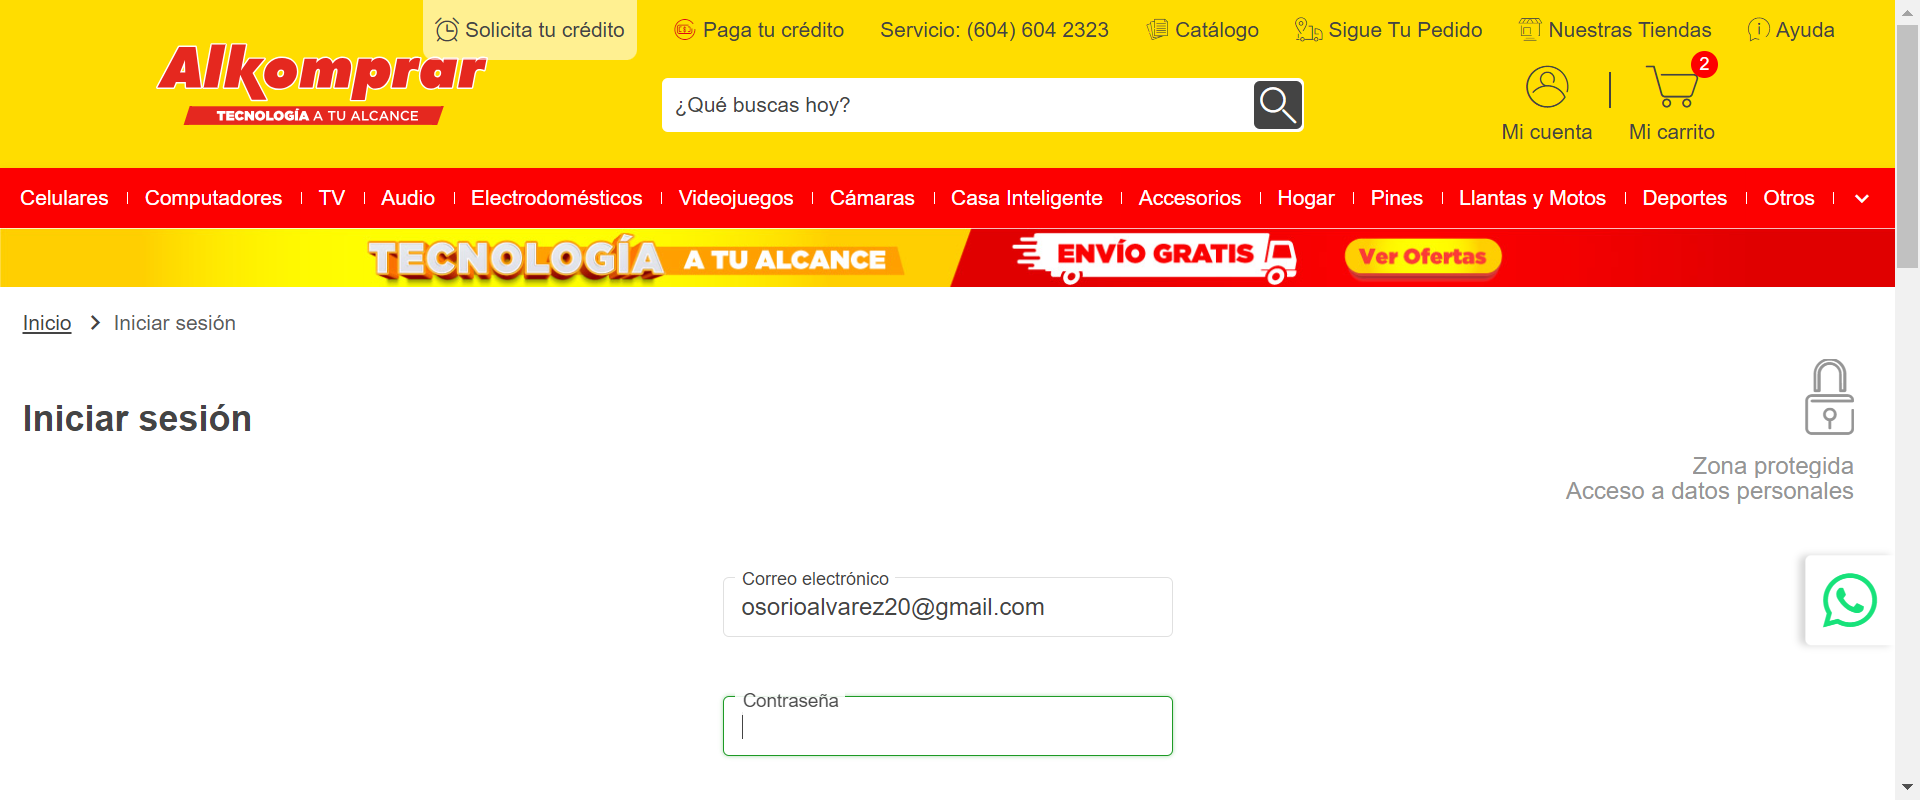 Solicita tu crédito
Paga tu crédito
Servicio: (604) 604 2323
Catálogo
Sigue Tu Pedido
Nuestras Tiendas
Ayuda
Alkomprar
TECNOLOGÍA A TU ALCANCE
¿Qué buscas hoy?
2
Mi cuenta
Mi carrito
Celulares
Computadores
TV
Audio
Electrodomésticos
Videojuegos
Cámaras
Casa Inteligente
Accesorios
Hogar
Pines
Llantas y Motos
Deportes
Otros
TECNOLOGÍA A TU ALCANCE
ENVÍO GRATIS
Ver Ofertas
Inicio
Iniciar sesión
Iniciar sesión
Zona protegida
Acceso a datos personales
Correo electrónico
osorioalvarez20@gmail.com
Contraseña